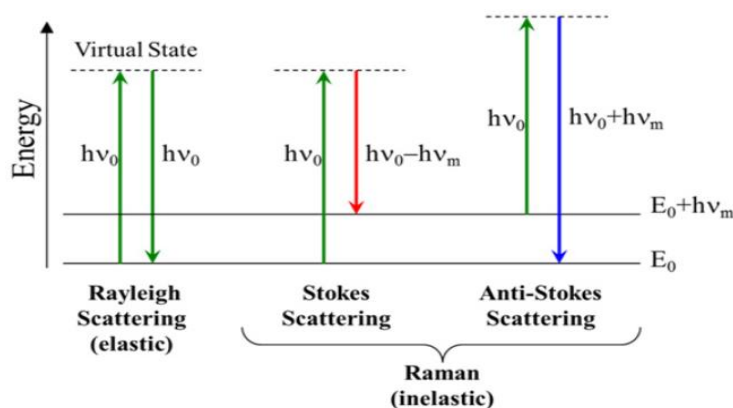 Energy
Virtual State
hν₀
hν₀
hν₀
hν₀−hνₘ
hν₀
hν₀+hνₘ
E₀+hνₘ
E₀
Rayleigh
Scattering
(elastic)
Stokes
Scattering
Anti-Stokes
Scattering
Raman
(inelastic)